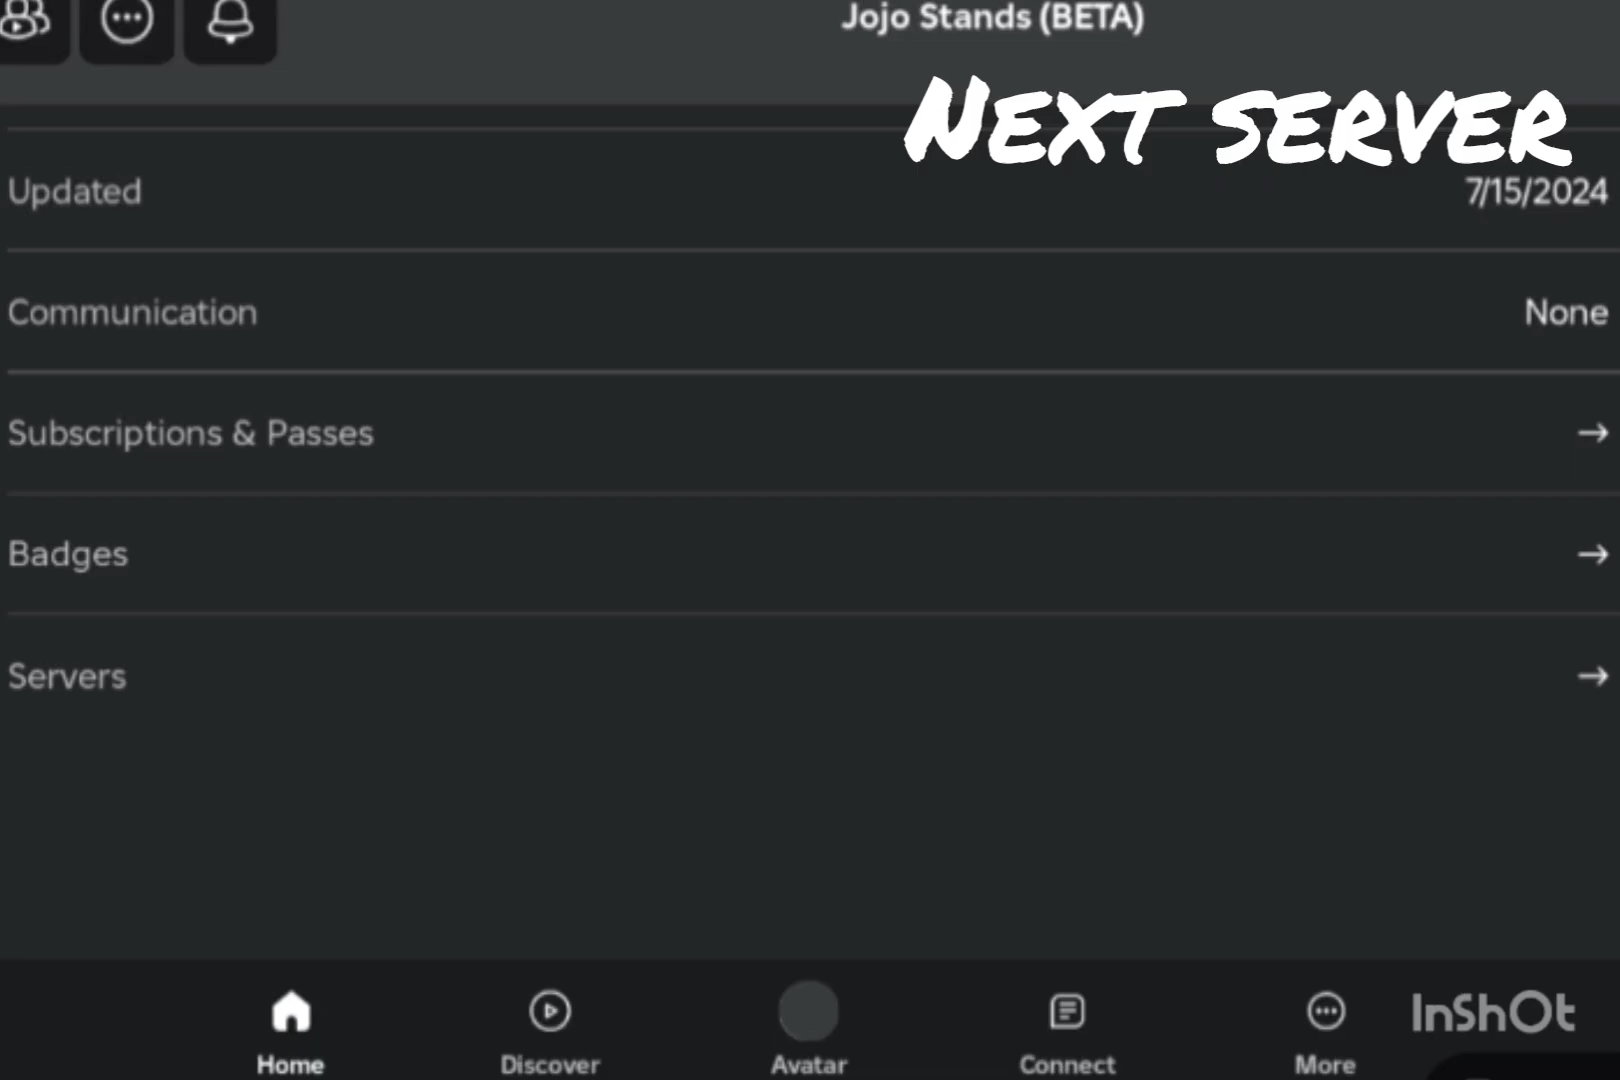 Jojo Stands (BETA)
NEXT SERVER
Updated 7/15/2024
Communication None
Subscriptions & Passes
Badges
Servers
Home Discover Avatar Connect More
InShOt